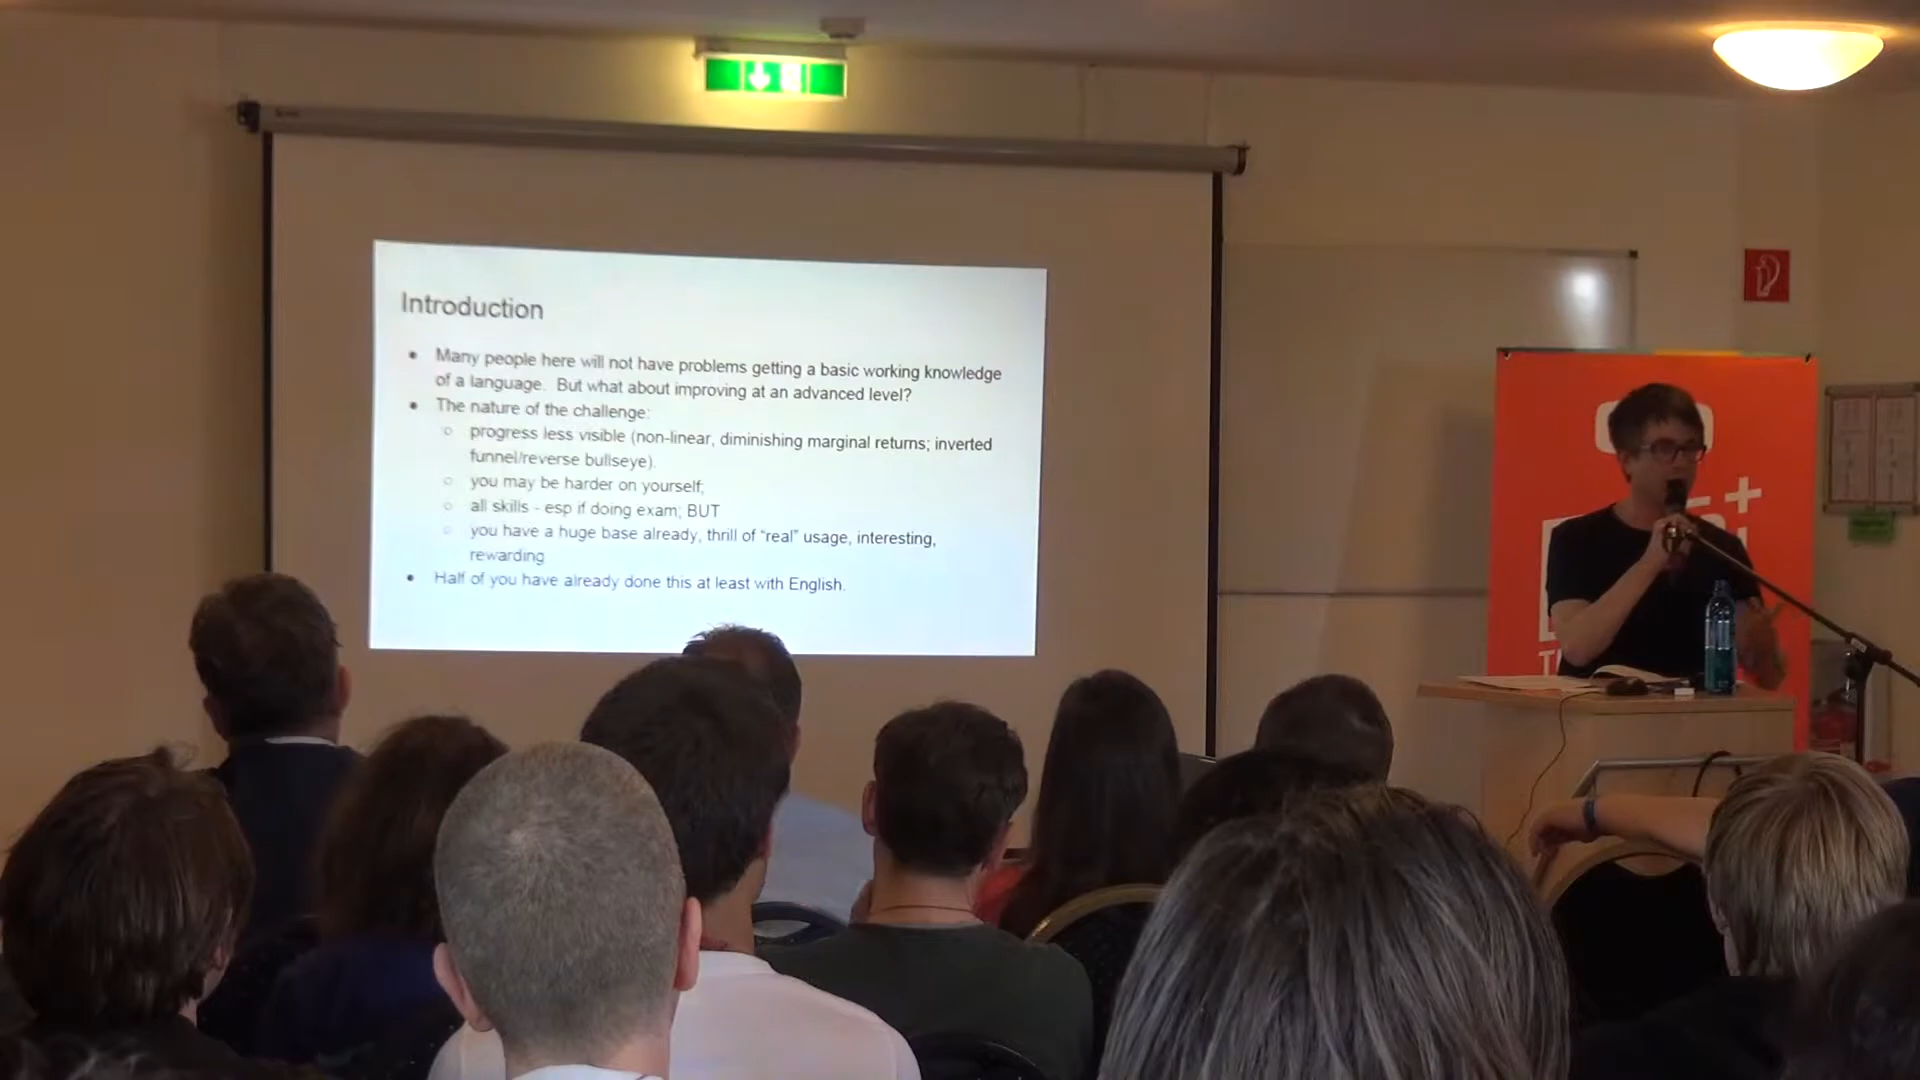 Introduction
• Many people here will not have problems getting a basic working knowledge
of a language. But what about improving at an advanced level?
• The nature of the challenge:
○ progress less visible (non-linear, diminishing marginal returns; inverted
funnel/reverse bullseye).
○ you may be harder on yourself;
○ all skills - esp if doing exam; BUT
○ you have a huge base already, thrill of “real” usage, interesting,
rewarding
• Half of you have already done this at least with English.